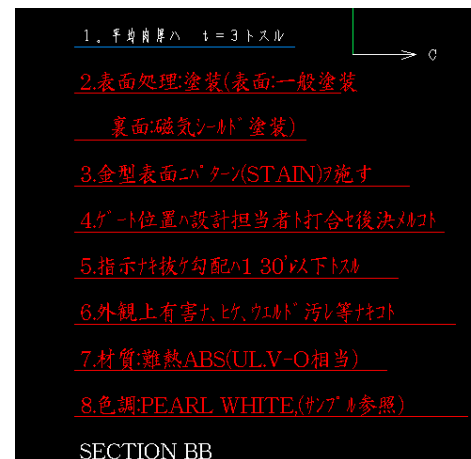 1。平均肉厚ﾊ t=3ﾄｽﾙ
C
2.表面処理:塗装(表面:一般塗装
裏面:磁気ｼｰﾙﾄﾞ塗装)
3.金型表面ﾆﾊﾟﾀｰﾝ(STAIN)ｦ施す
4.ｹﾞｰﾄ位置ﾊ設計担当者ﾄ打合ｾ後決ﾒﾙｺﾄ
5.指示ﾅｷ抜ｹ勾配ﾊ1 30'以下ﾄｽﾙ
6.外観上有害ﾅ､ﾋｹ､ｳｴﾙﾄﾞ汚ﾚ等ﾅｷｺﾄ
7.材質:難熱ABS(UL.V-O相当)
8.色調:PEARL WHITE,(ｻﾝﾌﾟﾙ参照)
SECTION BB